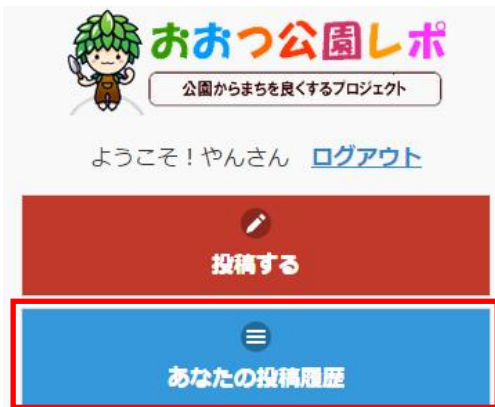 おおつ公園レポ
公園からまちを良くするプロジェクト
ようこそ！やんさん ログアウト
投稿する
あなたの投稿履歴